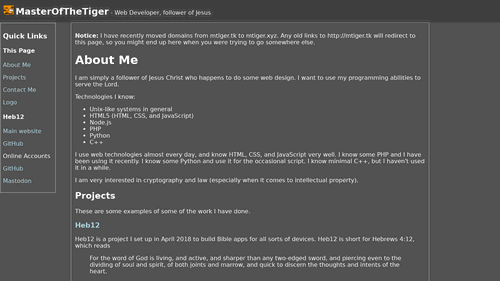 MasterOfTheTiger - Web Developer, follower of Jesus
Quick Links
This Page
About Me
Projects
Contact Me
Logo
Heb12
Main website
GitHub
Online Accounts
GitHub
Mastodon
Notice: I have recently moved domains from mtiger.tk to mtiger.xyz. Any old links to http://mtiger.tk will redirect
to this page, so you might end up here when you were trying to go somewhere else.
About Me
I am simply a follower of Jesus Christ who happens to do some web design. I want to use my programming abilities to
serve the Lord.
Technologies I know:
• Unix-like systems in general
• HTML5 (HTML, CSS, and JavaScript)
• Node.js
• PHP
• Python
• C++
I use web technologies almost every day, and know HTML, CSS, and JavaScript very well. I know some PHP and I have
been using it recently. I know some Python and use it for the occasional script. I know minimal C++, but I haven't used
it in a while.
I am very interested in cryptography and law (especially when it comes to intellectual property).
Projects
These are some examples of some of the work I have done.
Heb12
Heb12 is a project I set up in April 2018 to build Bible apps for all sorts of devices. Heb12 is short for Hebrews 4:12,
which reads
For the word of God is living, and active, and sharper than any two-edged sword, and piercing even to the
dividing of soul and spirit, of both joints and marrow, and quick to discern the thoughts and intents of the
heart.